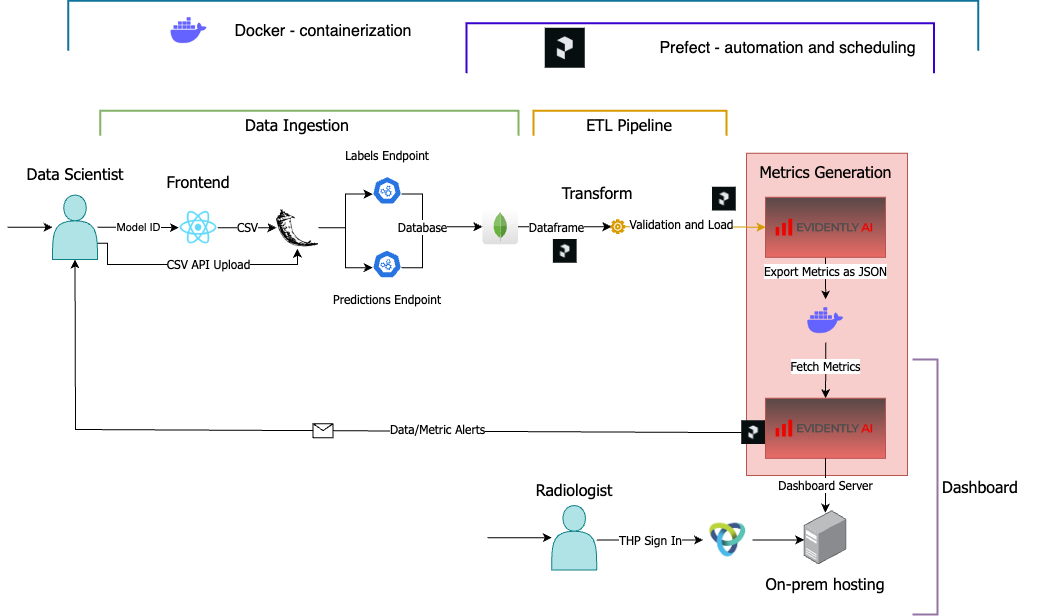 Docker - containerization
Prefect - automation and scheduling
Data Ingestion
ETL Pipeline
Labels Endpoint
Data Scientist
Frontend
Transform
Metrics Generation
Model ID
CSV
Database
Dataframe
Validation and Load
EVIDENTLY AI
CSV API Upload
Export Metrics as JSON
Predictions Endpoint
Fetch Metrics
Data/Metric Alerts
EVIDENTLY AI
Dashboard Server
Dashboard
Radiologist
THP Sign In
On-prem hosting